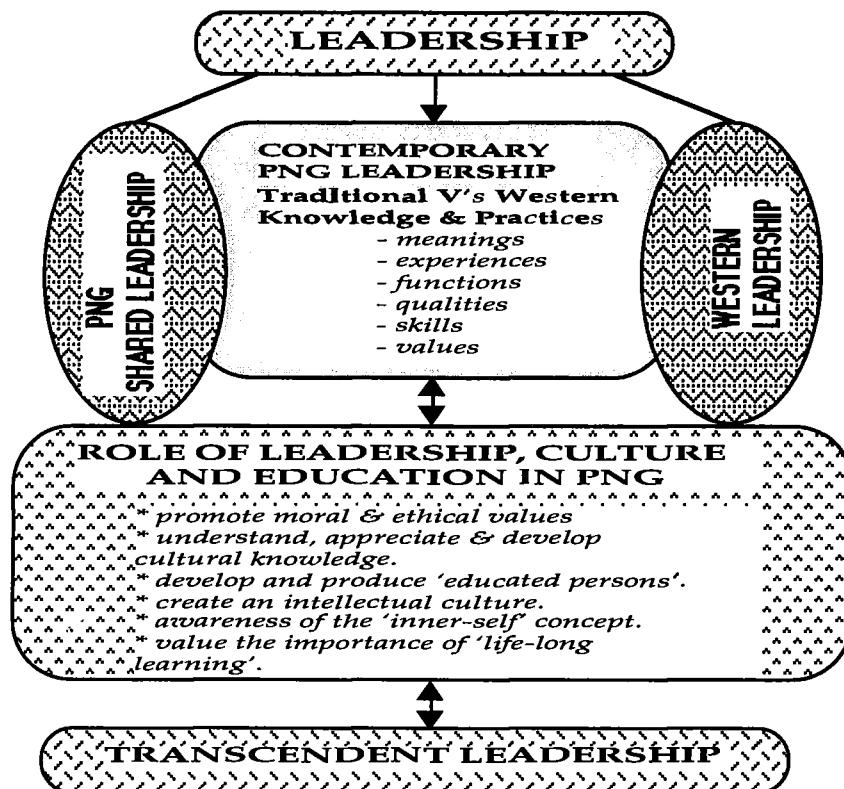 LEADERSHiP
PNG
SHARED LEADERSHIP
CONTEMPORARY
PNG LEADERSHIP
TradItional V's Western
Knowledge & Practices
- meanings
- experiences
- functions
- qualities
- skills
- values
WESTERN
LEADERSHIP
ROLE OF LEADERSHIP, CULTURE
AND EDUCATION IN PNG
* promote moral & ethical values
* understand, appreciate & develop
cultural knowledge.
* develop and produce 'educated persons'.
* create an intellectual culture.
* awareness of the 'inner-self' concept.
* value the importance of 'life-long
learning'.
TRANSCENDENT LEADERSHIP